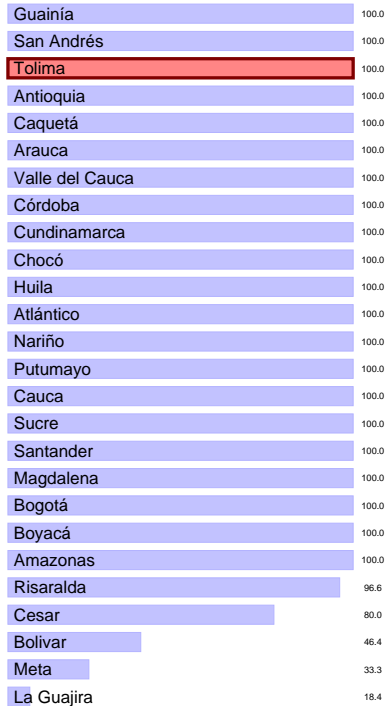 Guainía 100.0
San Andrés 100.0
Tolima 100.0
Antioquia 100.0
Caquetá 100.0
Arauca 100.0
Valle del Cauca 100.0
Córdoba 100.0
Cundinamarca 100.0
Chocó 100.0
Huila 100.0
Atlántico 100.0
Nariño 100.0
Putumayo 100.0
Cauca 100.0
Sucre 100.0
Santander 100.0
Magdalena 100.0
Bogotá 100.0
Boyacá 100.0
Amazonas 100.0
Risaralda 96.6
Cesar 80.0
Bolivar 46.4
Meta 33.3
La Guajira 18.4